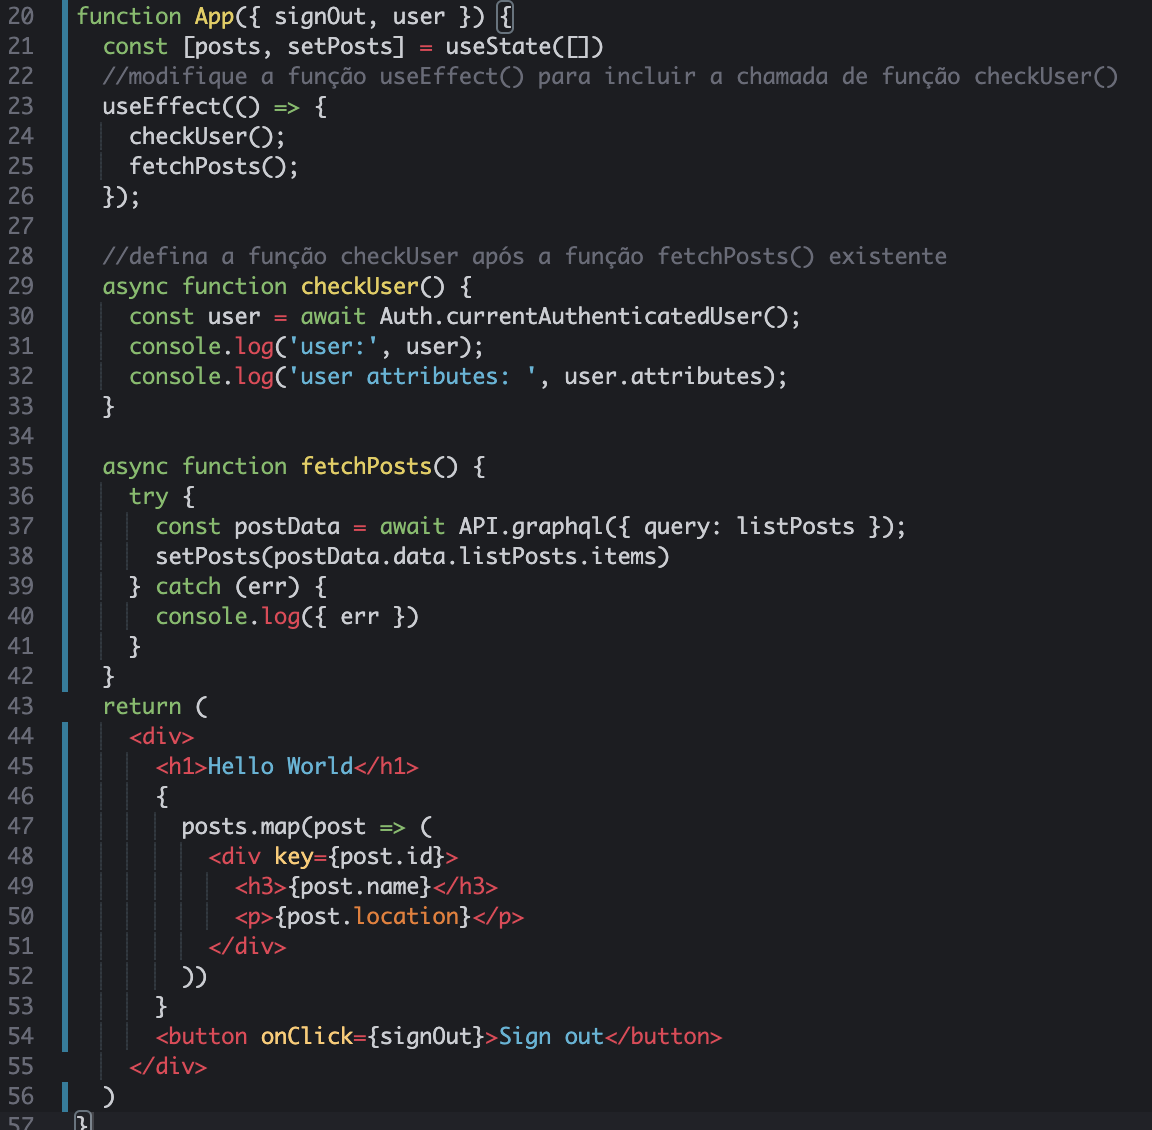 20 function App({ signOut, user }) {
21 const [posts, setPosts] = useState([])
22 //modifique a função useEffect() para incluir a chamada de função checkUser()
23 useEffect(() => {
24 checkUser();
25 fetchPosts();
26 });
27
28 //defina a função checkUser após a função fetchPosts() existente
29 async function checkUser() {
30 const user = await Auth.currentAuthenticatedUser();
31 console.log('user:', user);
32 console.log('user attributes: ', user.attributes);
33 }
34
35 async function fetchPosts() {
36 try {
37 const postData = await API.graphql({ query: listPosts });
38 setPosts(postData.data.listPosts.items)
39 } catch (err) {
40 console.log({ err })
41 }
42 }
43 return (
44 <div>
45 <h1>Hello World</h1>
46 {
47 posts.map(post => (
48 <div key={post.id}>
49 <h3>{post.name}</h3>
50 <p>{post.location}</p>
51 </div>
52 ))
53 }
54 <button onClick={signOut}>Sign out</button>
55 </div>
56 )
57 }